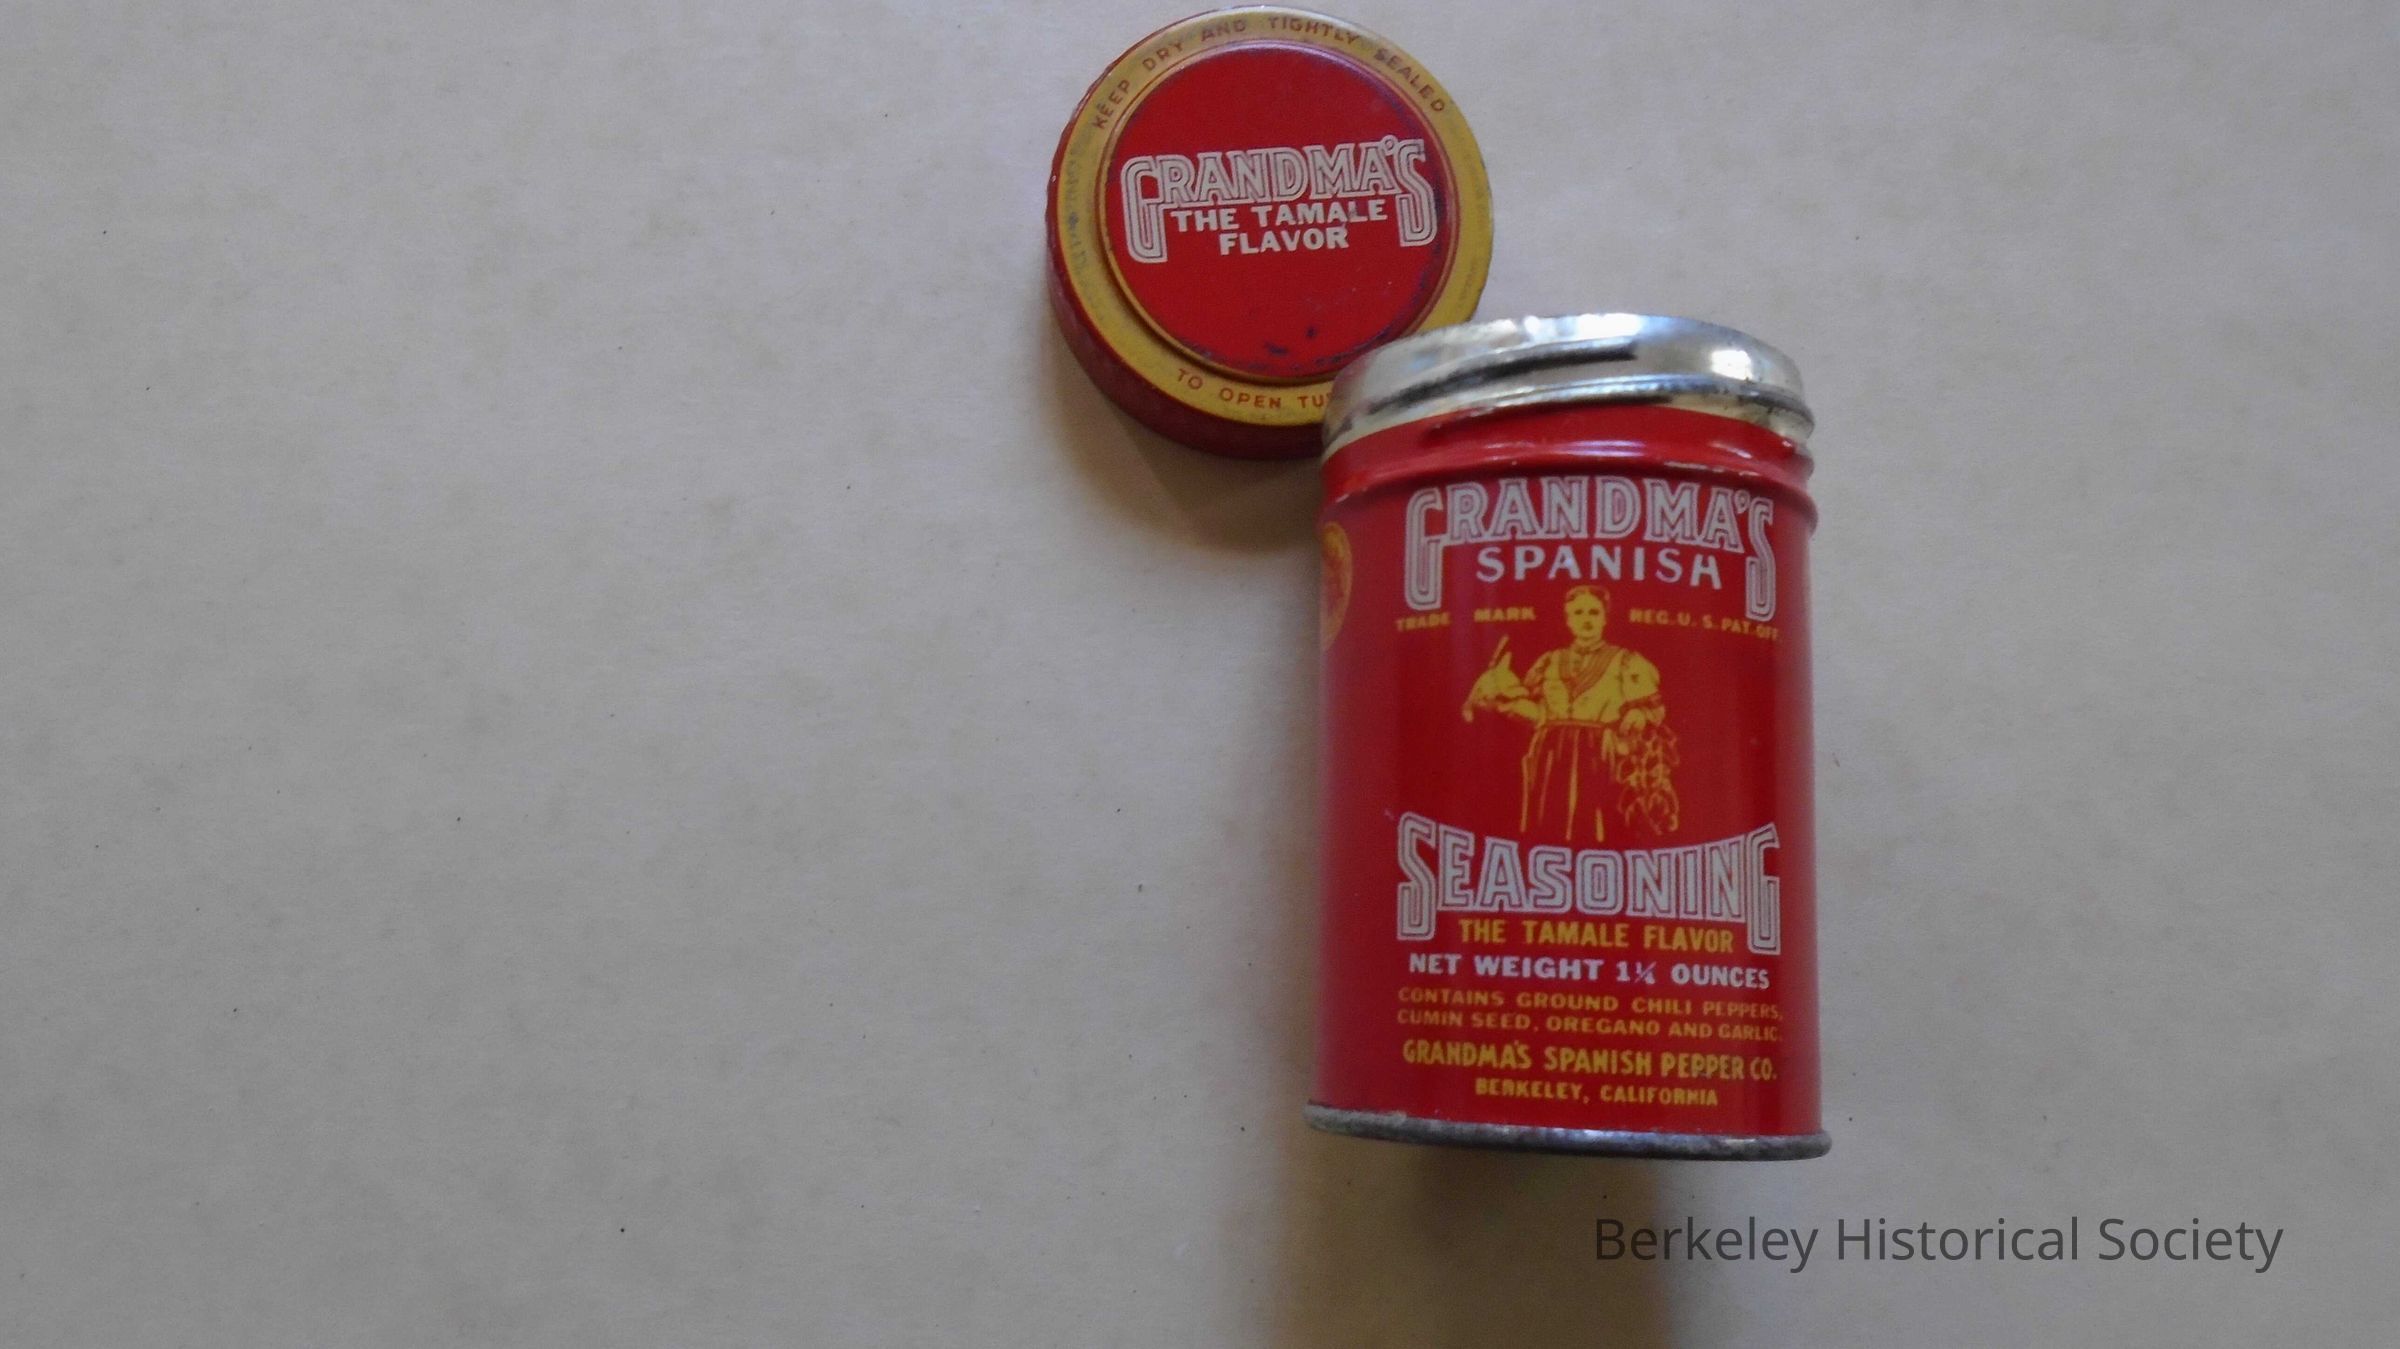 KEEP DRY AND TIGHTLY SEALED
GRANDMA'S
THE TAMALE
FLAVOR
TO OPEN
GRANDMA'S
SPANISH
TRADE MARK REG. U. S. PAT. OFF.
SEASONING
THE TAMALE FLAVOR
NET WEIGHT 1¼ OUNCES
CONTAINS GROUND CHILI PEPPERS,
CUMIN SEED, OREGANO AND GARLIC.
GRANDMA'S SPANISH PEPPER CO.
BERKELEY, CALIFORNIA
Berkeley Historical Society